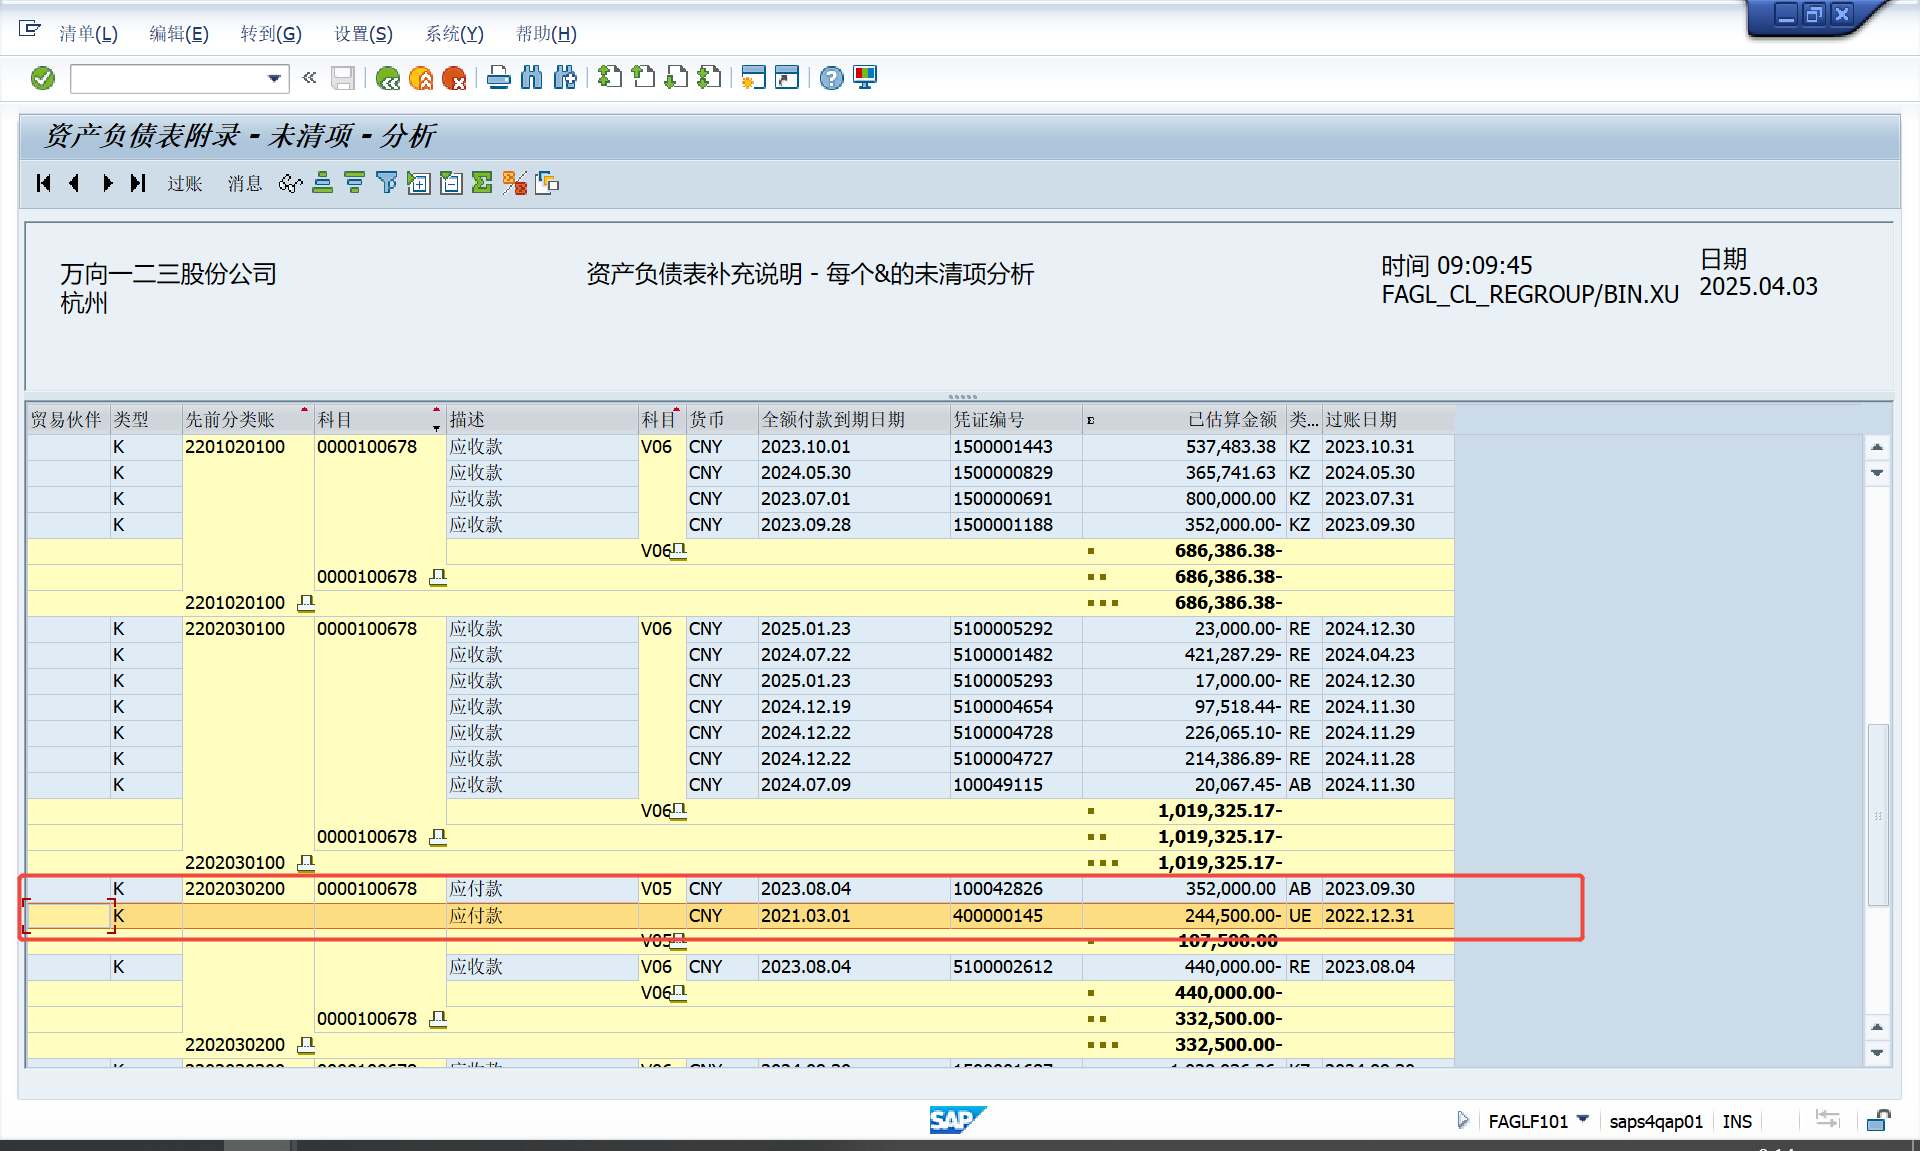 清单(L) 编辑(E) 转到(G) 设置(S) 系统(Y) 帮助(H)
资产负债表附录 - 未清项 - 分析
过账 消息
万向一二三股份公司
杭州
资产负债表补充说明 - 每个&的未清项分析
时间 09:09:45
FAGL_CL_REGROUP/BIN.XU
日期
2025.04.03
贸易伙伴 类型 先前分类账 科目 描述 科目 货币 全额付款到期日期 凭证编号 Σ 已估算金额 类... 过账日期
K 2201020100 0000100678 应收款 V06 CNY 2023.10.01 1500001443 537,483.38 KZ 2023.10.31
K 应收款 CNY 2024.05.30 1500000829 365,741.63 KZ 2024.05.30
K 应收款 CNY 2023.07.01 1500000691 800,000.00 KZ 2023.07.31
K 应收款 CNY 2023.09.28 1500001188 352,000.00- KZ 2023.09.30
V06 686,386.38-
0000100678 686,386.38-
2201020100 686,386.38-
K 2202030100 0000100678 应收款 V06 CNY 2025.01.23 5100005292 23,000.00- RE 2024.12.30
K 应收款 CNY 2024.07.22 5100001482 421,287.29- RE 2024.04.23
K 应收款 CNY 2025.01.23 5100005293 17,000.00- RE 2024.12.30
K 应收款 CNY 2024.12.19 5100004654 97,518.44- RE 2024.11.30
K 应收款 CNY 2024.12.22 5100004728 226,065.10- RE 2024.11.29
K 应收款 CNY 2024.12.22 5100004727 214,386.89- RE 2024.11.28
K 应收款 CNY 2024.07.09 100049115 20,067.45- AB 2024.11.30
V06 1,019,325.17-
0000100678 1,019,325.17-
2202030100 1,019,325.17-
K 2202030200 0000100678 应付款 V05 CNY 2023.08.04 100042826 352,000.00 AB 2023.09.30
K 应付款 CNY 2021.03.01 400000145 244,500.00- UE 2022.12.31
V05 107,500.00
K 应收款 V06 CNY 2023.08.04 5100002612 440,000.00- RE 2023.08.04
V06 440,000.00-
0000100678 332,500.00-
2202030200 332,500.00-
SAP
FAGLF101 saps4qap01 INS